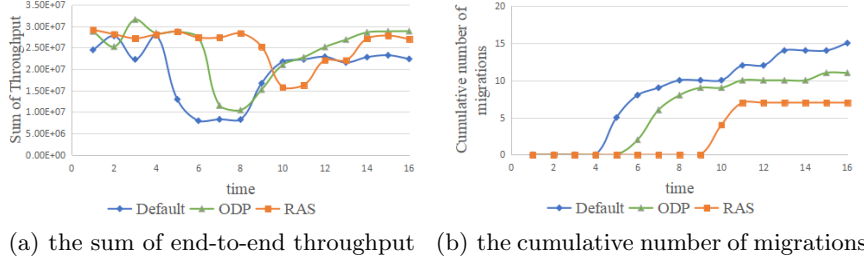 3.50E+07
3.00E+07
2.50E+07
2.00E+07
1.50E+07
1.00E+07
5.00E+06
0.00E+00
Sum of Throughput
0 2 4 6 8 10 12 14 16
time
Default ODP RAS
(a) the sum of end-to-end throughput
20
15
10
5
0
Cumulative number of
migrations
0 2 4 6 8 10 12 14 16
time
Default ODP RAS
(b) the cumulative number of migrations